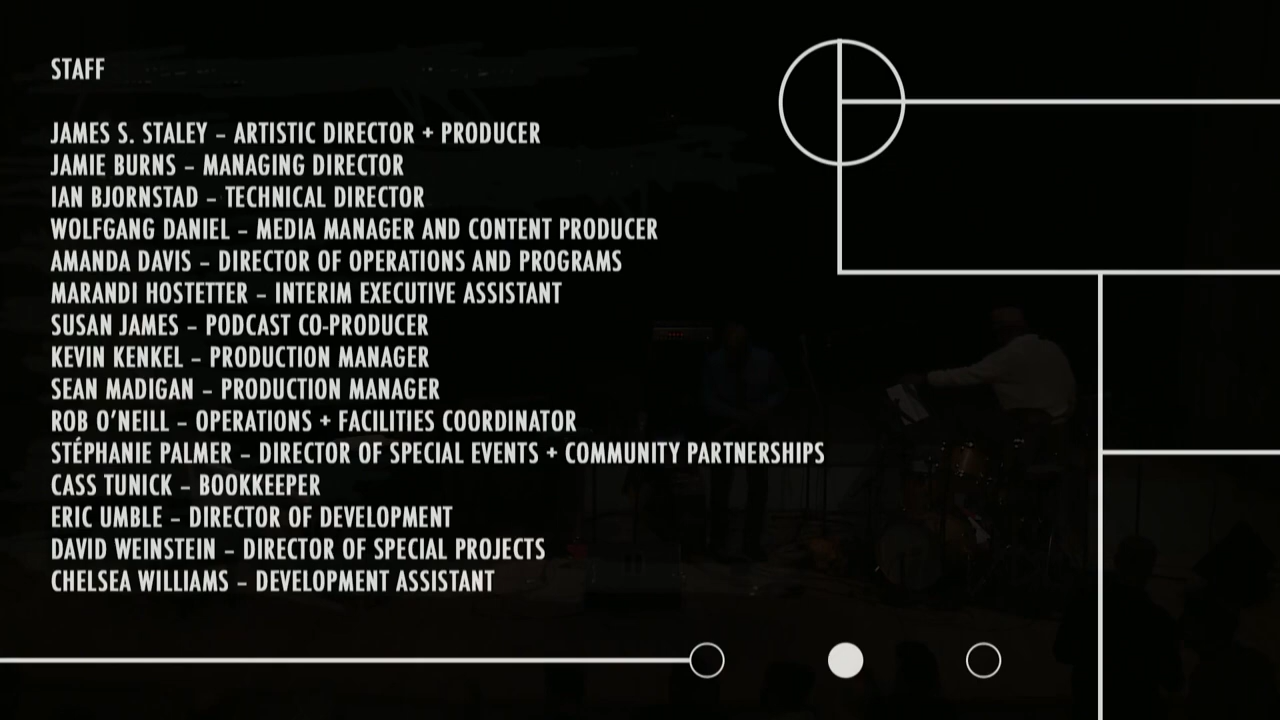 STAFF
JAMES S. STALEY – ARTISTIC DIRECTOR + PRODUCER
JAMIE BURNS – MANAGING DIRECTOR
IAN BJORNSTAD – TECHNICAL DIRECTOR
WOLFGANG DANIEL – MEDIA MANAGER AND CONTENT PRODUCER
AMANDA DAVIS – DIRECTOR OF OPERATIONS AND PROGRAMS
MARANDI HOSTETTER – INTERIM EXECUTIVE ASSISTANT
SUSAN JAMES – PODCAST CO-PRODUCER
KEVIN KENKEL – PRODUCTION MANAGER
SEAN MADIGAN – PRODUCTION MANAGER
ROB O’NEILL – OPERATIONS + FACILITIES COORDINATOR
STÉPHANIE PALMER – DIRECTOR OF SPECIAL EVENTS + COMMUNITY PARTNERSHIPS
CASS TUNICK – BOOKKEEPER
ERIC UMBLE – DIRECTOR OF DEVELOPMENT
DAVID WEINSTEIN – DIRECTOR OF SPECIAL PROJECTS
CHELSEA WILLIAMS – DEVELOPMENT ASSISTANT